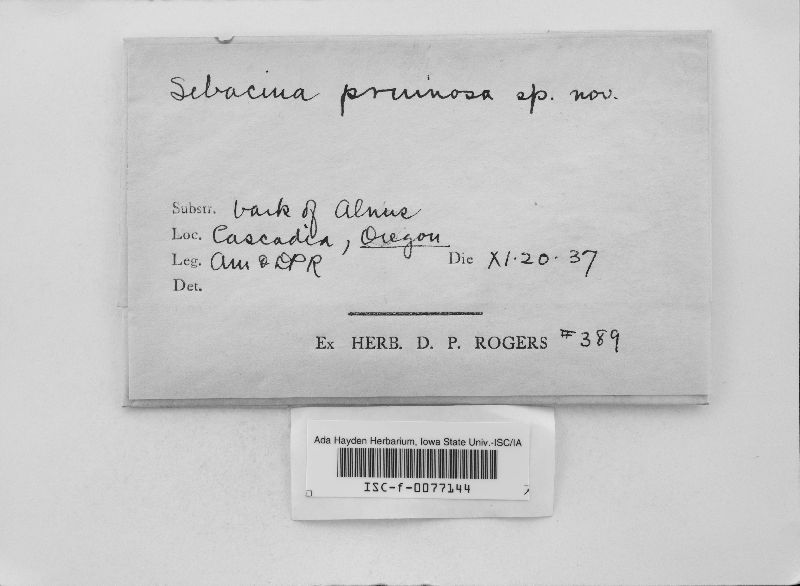 Sebacina pruinosa sp. nov.
Substr. bark of Alnus
Loc. Cascadia, Oregon
Leg. AM & DPR Die XI·20·37
Det.
Ex HERB. D. P. ROGERS #389
Ada Hayden Herbarium, Iowa State Univ.-ISC/IA
ISC-f-0077144